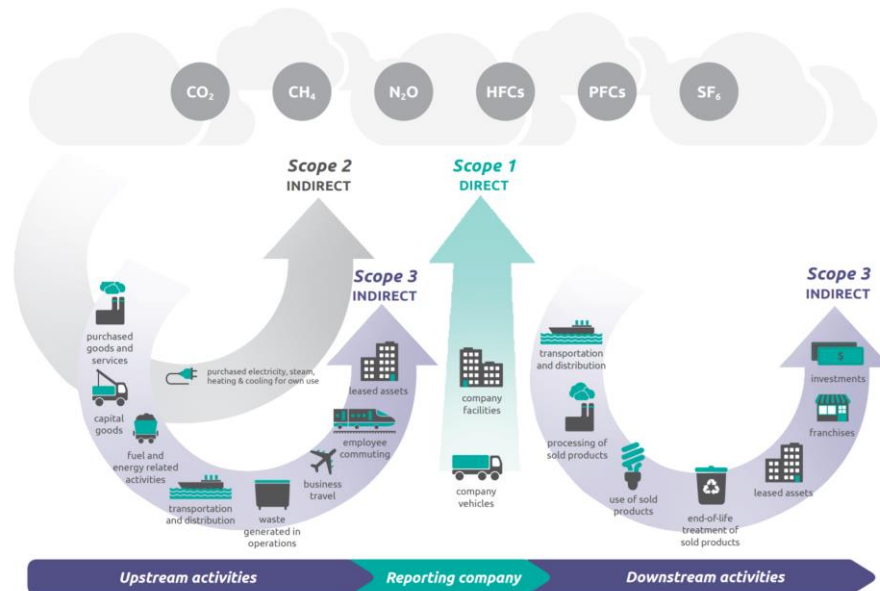 CO₂
CH₄
N₂O
HFCs
PFCs
SF₆
Scope 2
INDIRECT
Scope 1
DIRECT
Scope 3
INDIRECT
Scope 3
INDIRECT
purchased
goods and
services
capital
goods
fuel and
energy related
activities
transportation
and distribution
waste
generated in
operations
business
travel
employee
commuting
leased assets
purchased electricity, steam,
heating & cooling for own use
company
facilities
company
vehicles
transportation
and distribution
processing of
sold products
use of sold
products
end-of-life
treatment of
sold products
leased assets
franchises
$
investments
Upstream activities
Reporting company
Downstream activities